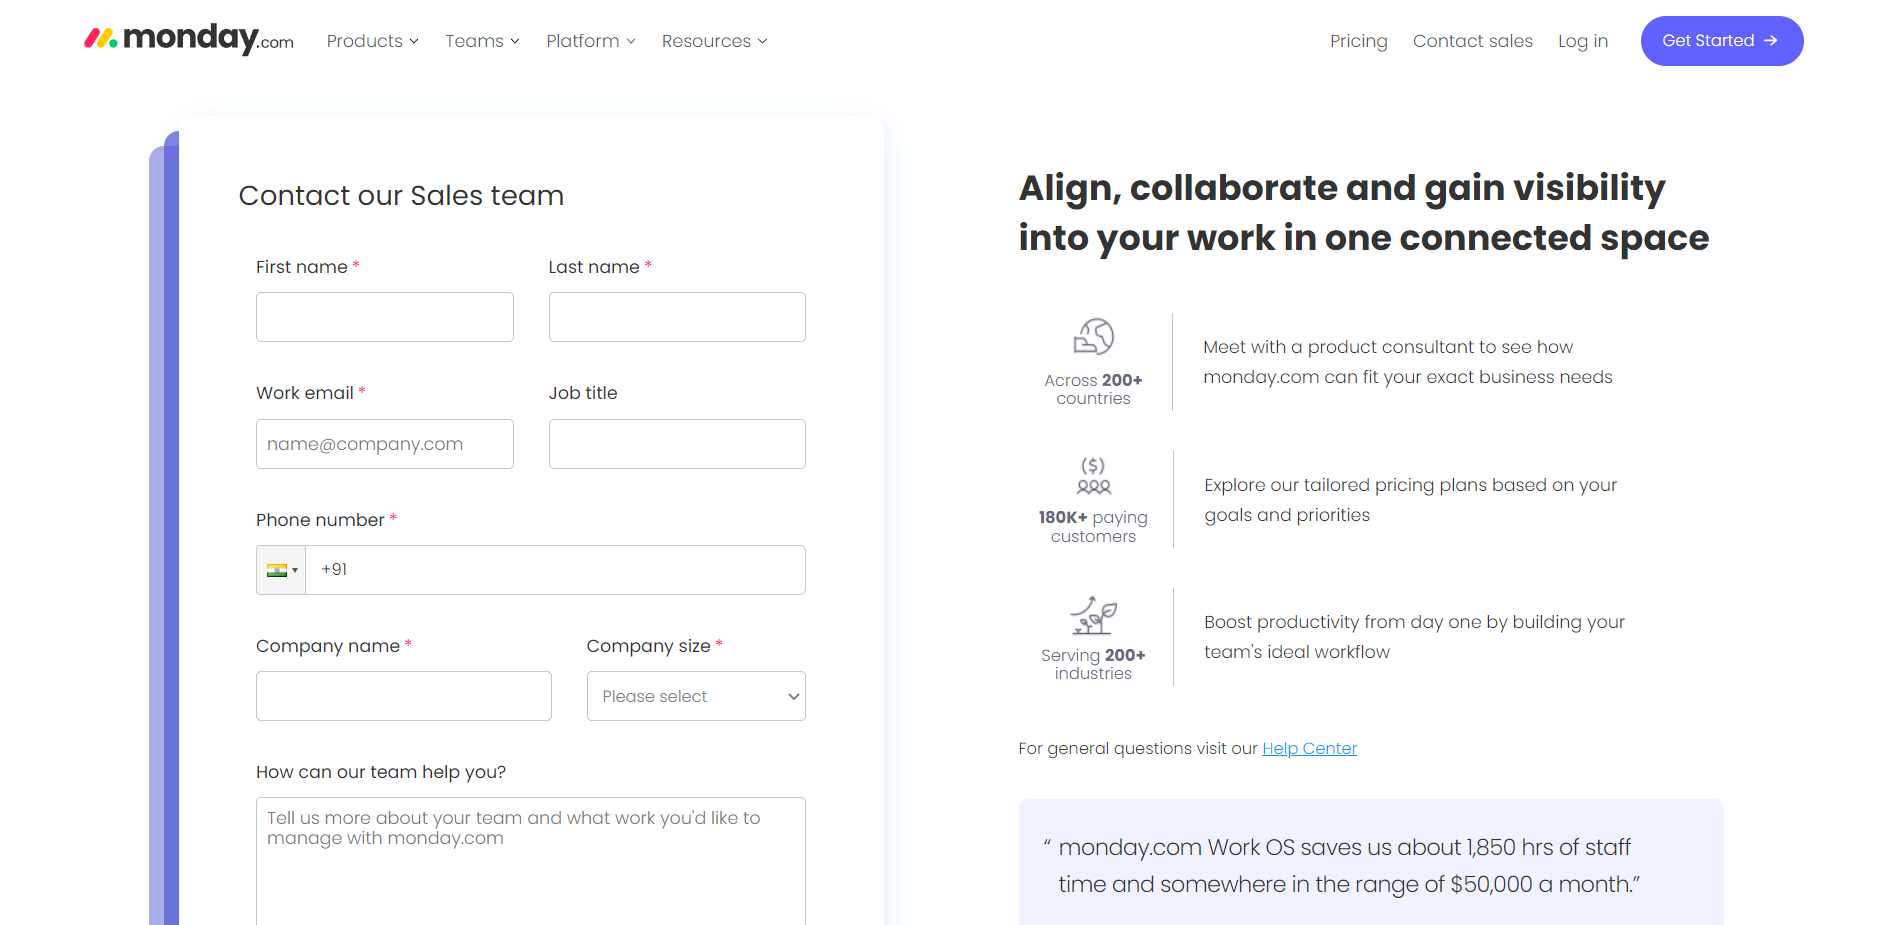 monday.com Products Teams Platform Resources Pricing Contact sales Log in Get Started →
Contact our Sales team
First name * Last name *
Work email * Job title
name@company.com
Phone number *
+91
Company name * Company size *
Please select
How can our team help you?
Tell us more about your team and what work you'd like to
manage with monday.com
Align, collaborate and gain visibility
into your work in one connected space
Across 200+
countries
Meet with a product consultant to see how
monday.com can fit your exact business needs
($)
180K+ paying
customers
Explore our tailored pricing plans based on your
goals and priorities
Serving 200+
industries
Boost productivity from day one by building your
team's ideal workflow
For general questions visit our Help Center
“ monday.com Work OS saves us about 1,850 hrs of staff
time and somewhere in the range of $50,000 a month.”